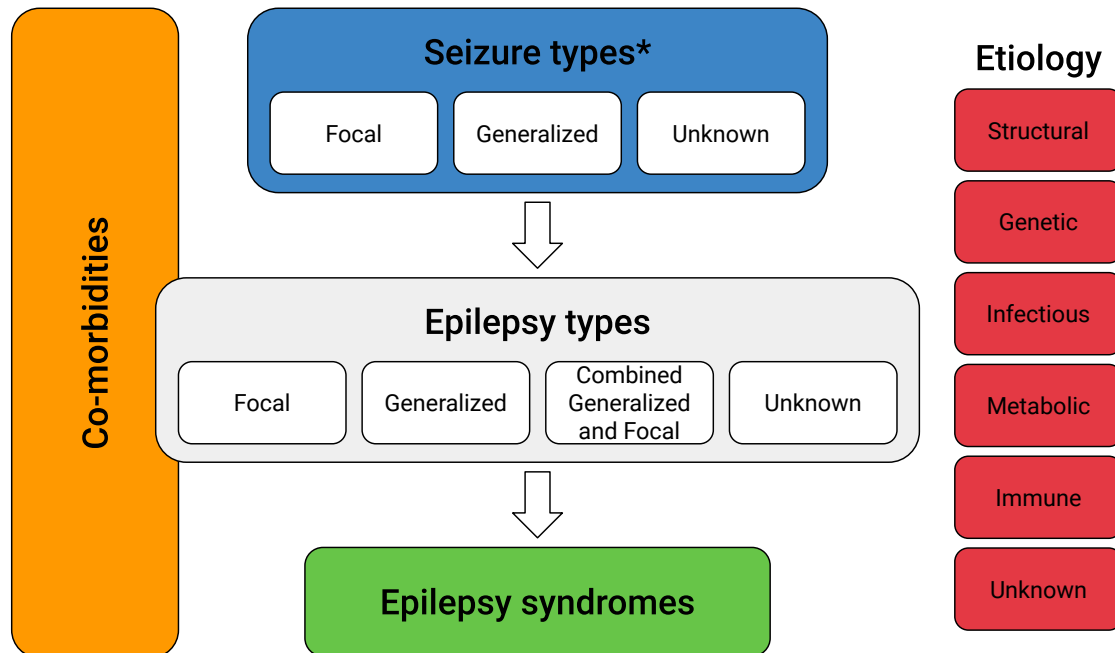 Co-morbidities
Seizure types*
Focal
Generalized
Unknown
Epilepsy types
Focal
Generalized
Combined
Generalized
and Focal
Unknown
Epilepsy syndromes
Etiology
Structural
Genetic
Infectious
Metabolic
Immune
Unknown